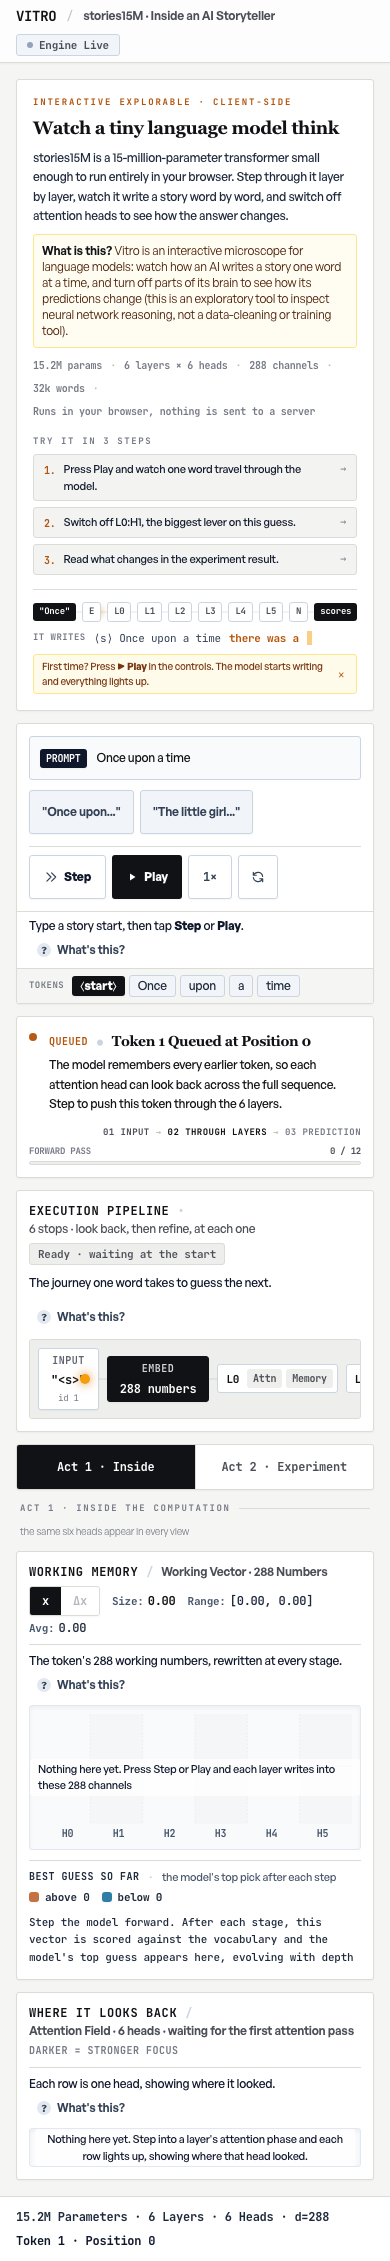 VITRO / stories15M · Inside an AI Storyteller
Engine Live
INTERACTIVE EXPLORABLE · CLIENT-SIDE
Watch a tiny language model think
stories15M is a 15-million-parameter transformer small
enough to run entirely in your browser. Step through it layer
by layer, watch it write a story word by word, and switch off
attention heads to see how the answer changes.
What is this? Vitro is an interactive microscope for
language models: watch how an AI writes a story one word
at a time, and turn off parts of its brain to see how its
predictions change (this is an exploratory tool to inspect
neural network reasoning, not a data-cleaning or training
tool).
15.2M params · 6 layers × 6 heads · 288 channels ·
32k words ·
Runs in your browser, nothing is sent to a server
TRY IT IN 3 STEPS
1. Press Play and watch one word travel through the
model. →
2. Switch off L0:H1, the biggest lever on this guess. →
3. Read what changes in the experiment result. →
"Once" E L0 L1 L2 L3 L4 L5 N scores
IT WRITES ⟨s⟩ Once upon a time there was a
First time? Press ▶ Play in the controls. The model starts writing
and everything lights up. ×
PROMPT Once upon a time
"Once upon…" "The little girl…"
Step Play 1×
Type a story start, then tap Step or Play.
? What's this?
TOKENS ⟨start⟩ Once upon a time
QUEUED Token 1 Queued at Position 0
The model remembers every earlier token, so each
attention head can look back across the full sequence.
Step to push this token through the 6 layers.
01 INPUT → 02 THROUGH LAYERS → 03 PREDICTION
FORWARD PASS 0 / 12
EXECUTION PIPELINE ·
6 stops · look back, then refine, at each one
Ready · waiting at the start
The journey one word takes to guess the next.
? What's this?
INPUT
"<s>"
id 1
EMBED
288 numbers
L0 Attn Memory
Act 1 · Inside Act 2 · Experiment
ACT 1 · INSIDE THE COMPUTATION
the same six heads appear in every view
WORKING MEMORY / Working Vector · 288 Numbers
x Δx Size: 0.00 Range: [0.00, 0.00]
Avg: 0.00
The token's 288 working numbers, rewritten at every stage.
? What's this?
Nothing here yet. Press Step or Play and each layer writes into
these 288 channels
H0 H1 H2 H3 H4 H5
BEST GUESS SO FAR · the model's top pick after each step
above 0 below 0
Step the model forward. After each stage, this
vector is scored against the vocabulary and the
model's top guess appears here, evolving with depth
WHERE IT LOOKS BACK /
Attention Field · 6 heads · waiting for the first attention pass
DARKER = STRONGER FOCUS
Each row is one head, showing where it looked.
? What's this?
Nothing here yet. Step into a layer's attention phase and each
row lights up, showing where that head looked.
15.2M Parameters · 6 Layers · 6 Heads · d=288
Token 1 · Position 0